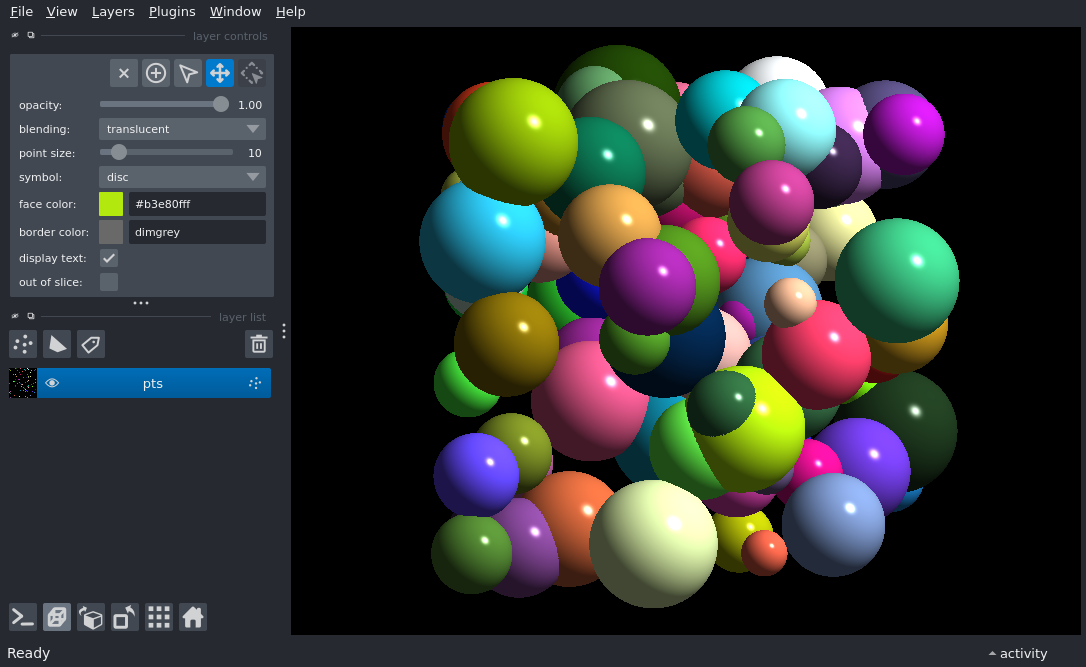 File View Layers Plugins Window Help
layer controls
opacity: 1.00
blending: translucent
point size: 10
symbol: disc
face color: #b3e80fff
border color: dimgrey
display text:
out of slice:
layer list
pts
Ready
activity